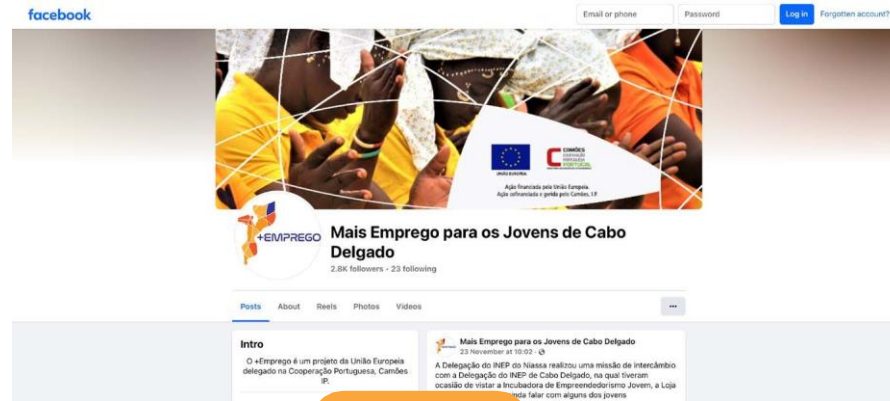 facebook
Email or phone
Password
Log in
Forgotten account?
UNIÃO EUROPEIA
CAMÕES
PORTUGAL
Ação financiada pela União Europeia.
Ação cofinanciada e gerida pelo Camões, I.P.
+EMPREGO
Mais Emprego para os Jovens de Cabo
Delgado
2.8K followers • 23 following
Posts
About
Reels
Photos
Videos
Intro
O +Emprego é um projeto da União Europeia
delegado na Cooperação Portuguesa, Camões
IP.
Mais Emprego para os Jovens de Cabo Delgado
23 November at 10:02 ·
A Delegação do INEP do Niassa realizou uma missão de intercâmbio
com a Delegação do INEP de Cabo Delgado, na qual tiveram
ocasião de vistar a Incubadora de Empreendedorismo Jovem, a Loja
inda falar com alguns dos jovens